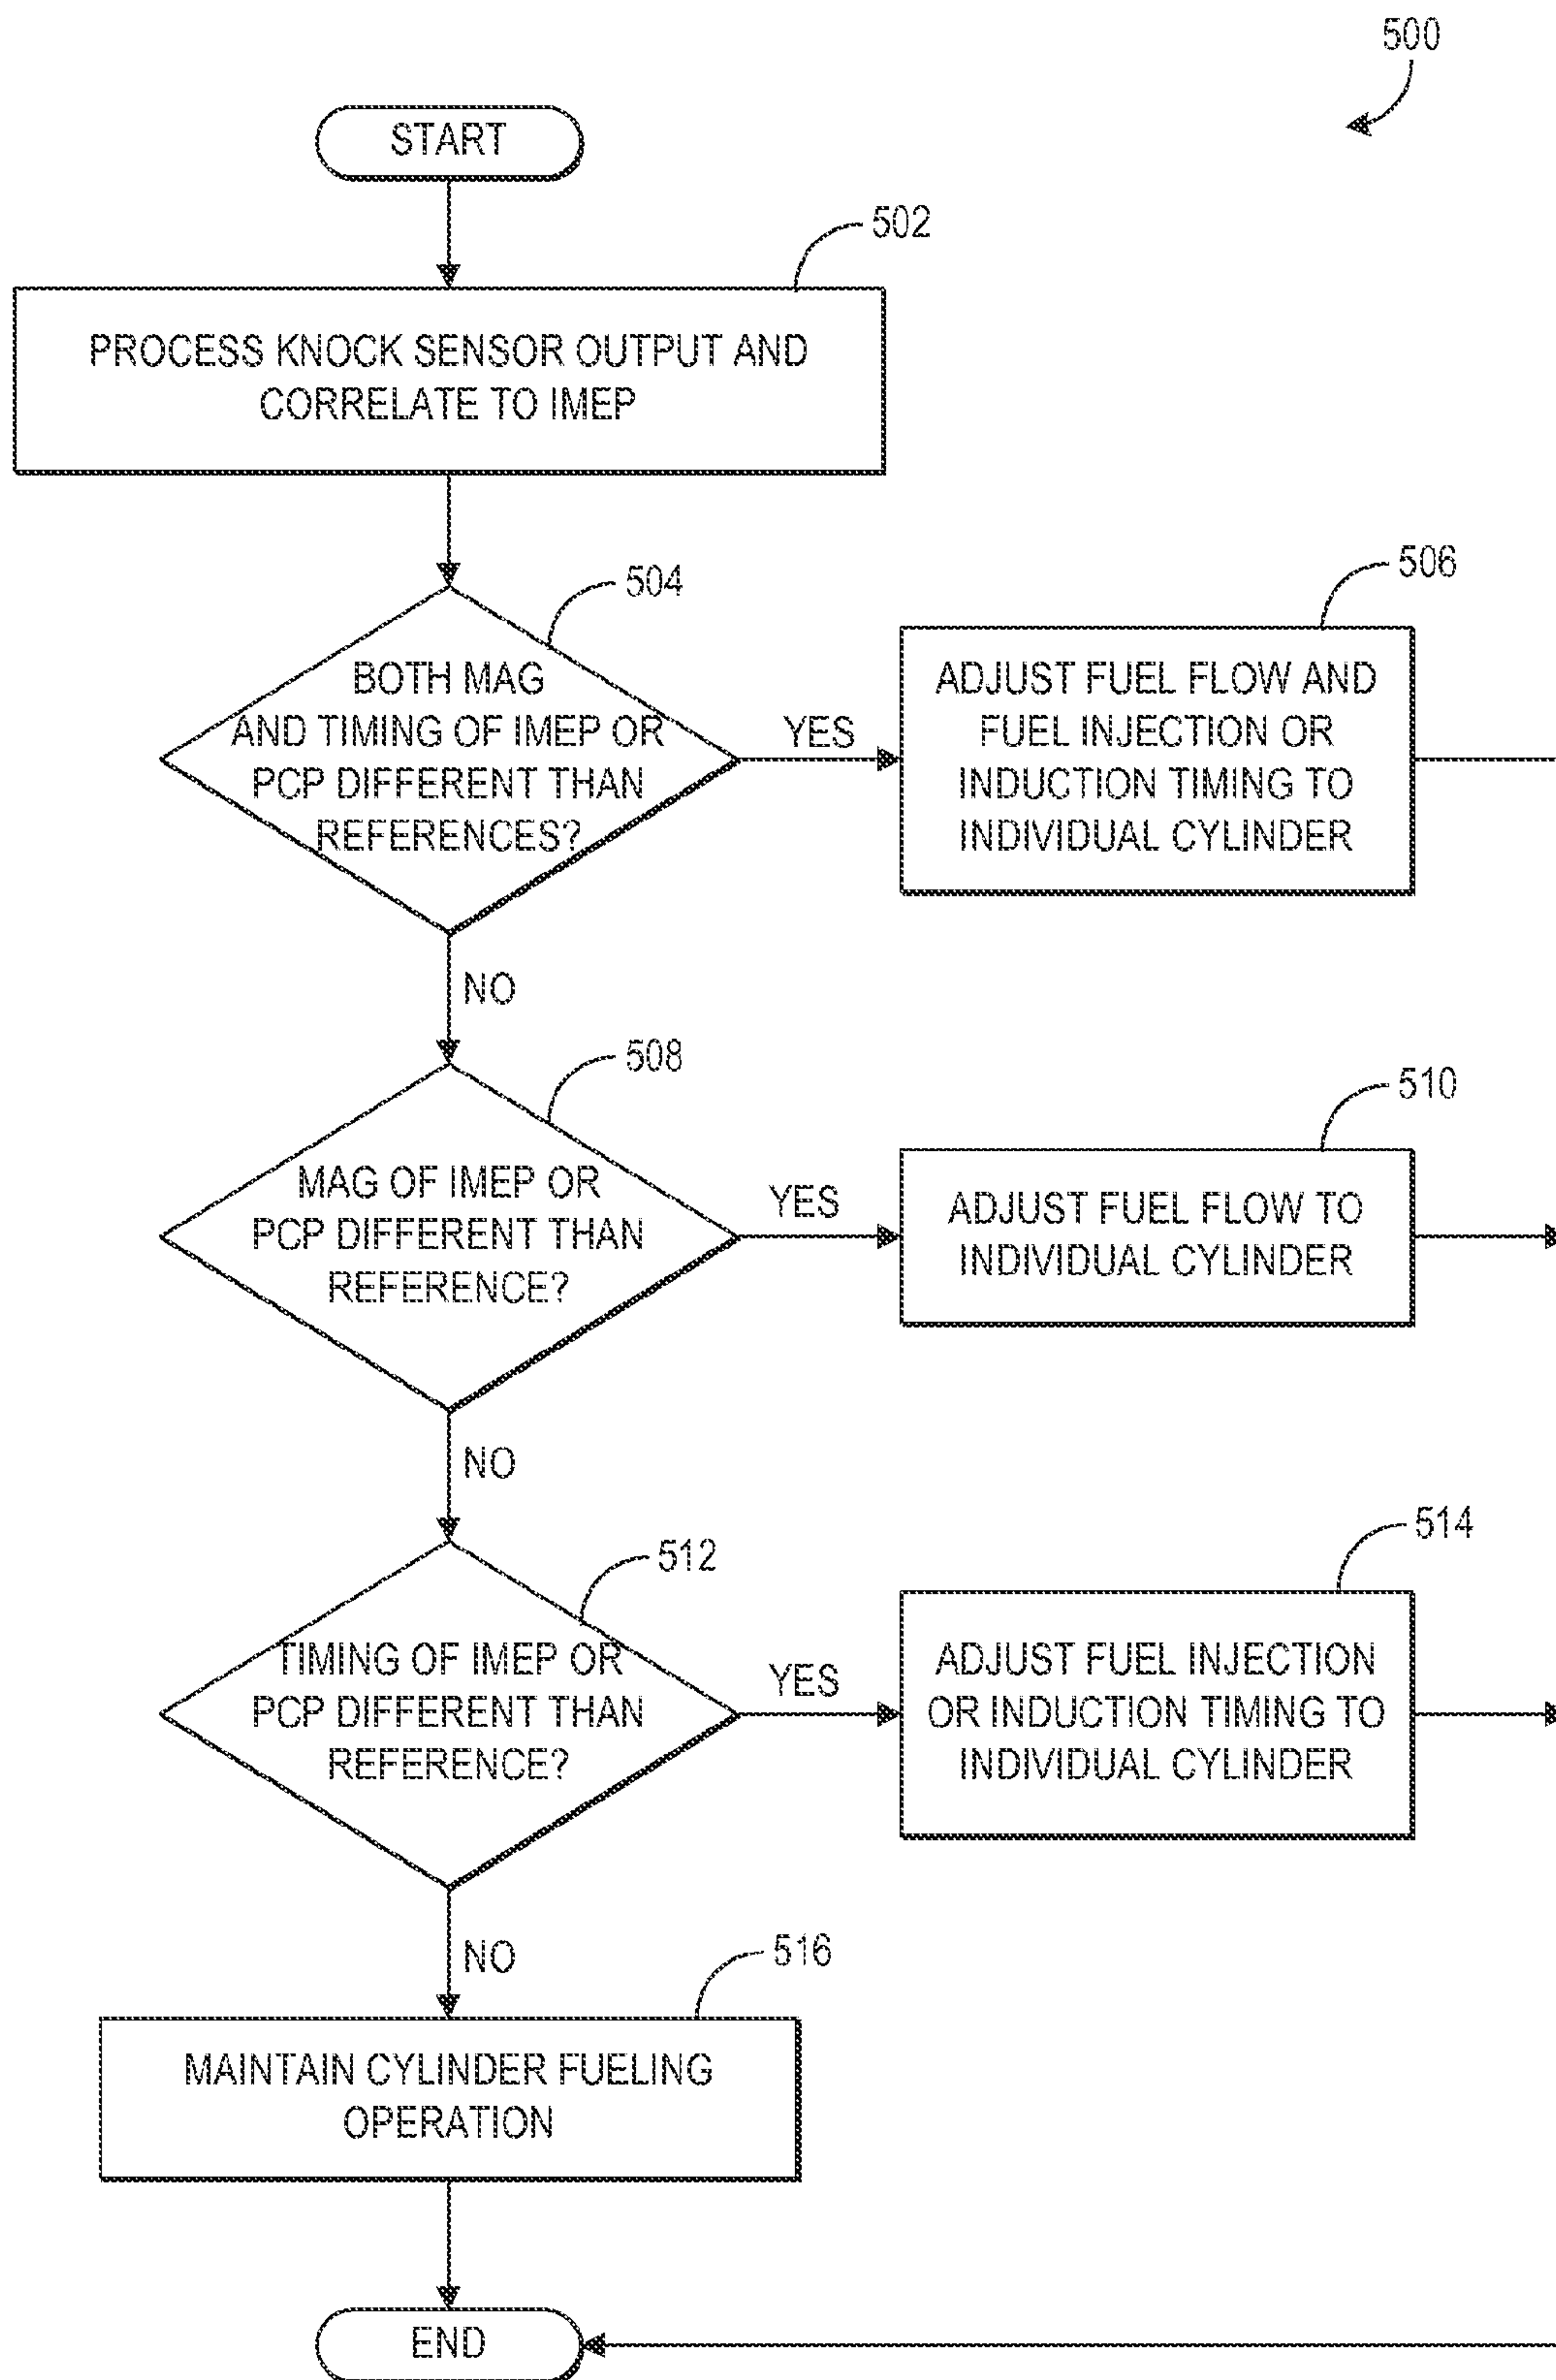 500
START
502
PROCESS KNOCK SENSOR OUTPUT AND
CORRELATE TO IMEP
504
BOTH MAG
AND TIMING OF IMEP OR
PCP DIFFERENT THAN
REFERENCES?
YES
506
ADJUST FUEL FLOW AND
FUEL INJECTION OR
INDUCTION TIMING TO
INDIVIDUAL CYLINDER
NO
508
MAG OF IMEP OR
PCP DIFFERENT THAN
REFERENCE?
YES
510
ADJUST FUEL FLOW TO
INDIVIDUAL CYLINDER
NO
512
TIMING OF IMEP OR
PCP DIFFERENT THAN
REFERENCE?
YES
514
ADJUST FUEL INJECTION
OR INDUCTION TIMING TO
INDIVIDUAL CYLINDER
NO
516
MAINTAIN CYLINDER FUELING
OPERATION
END